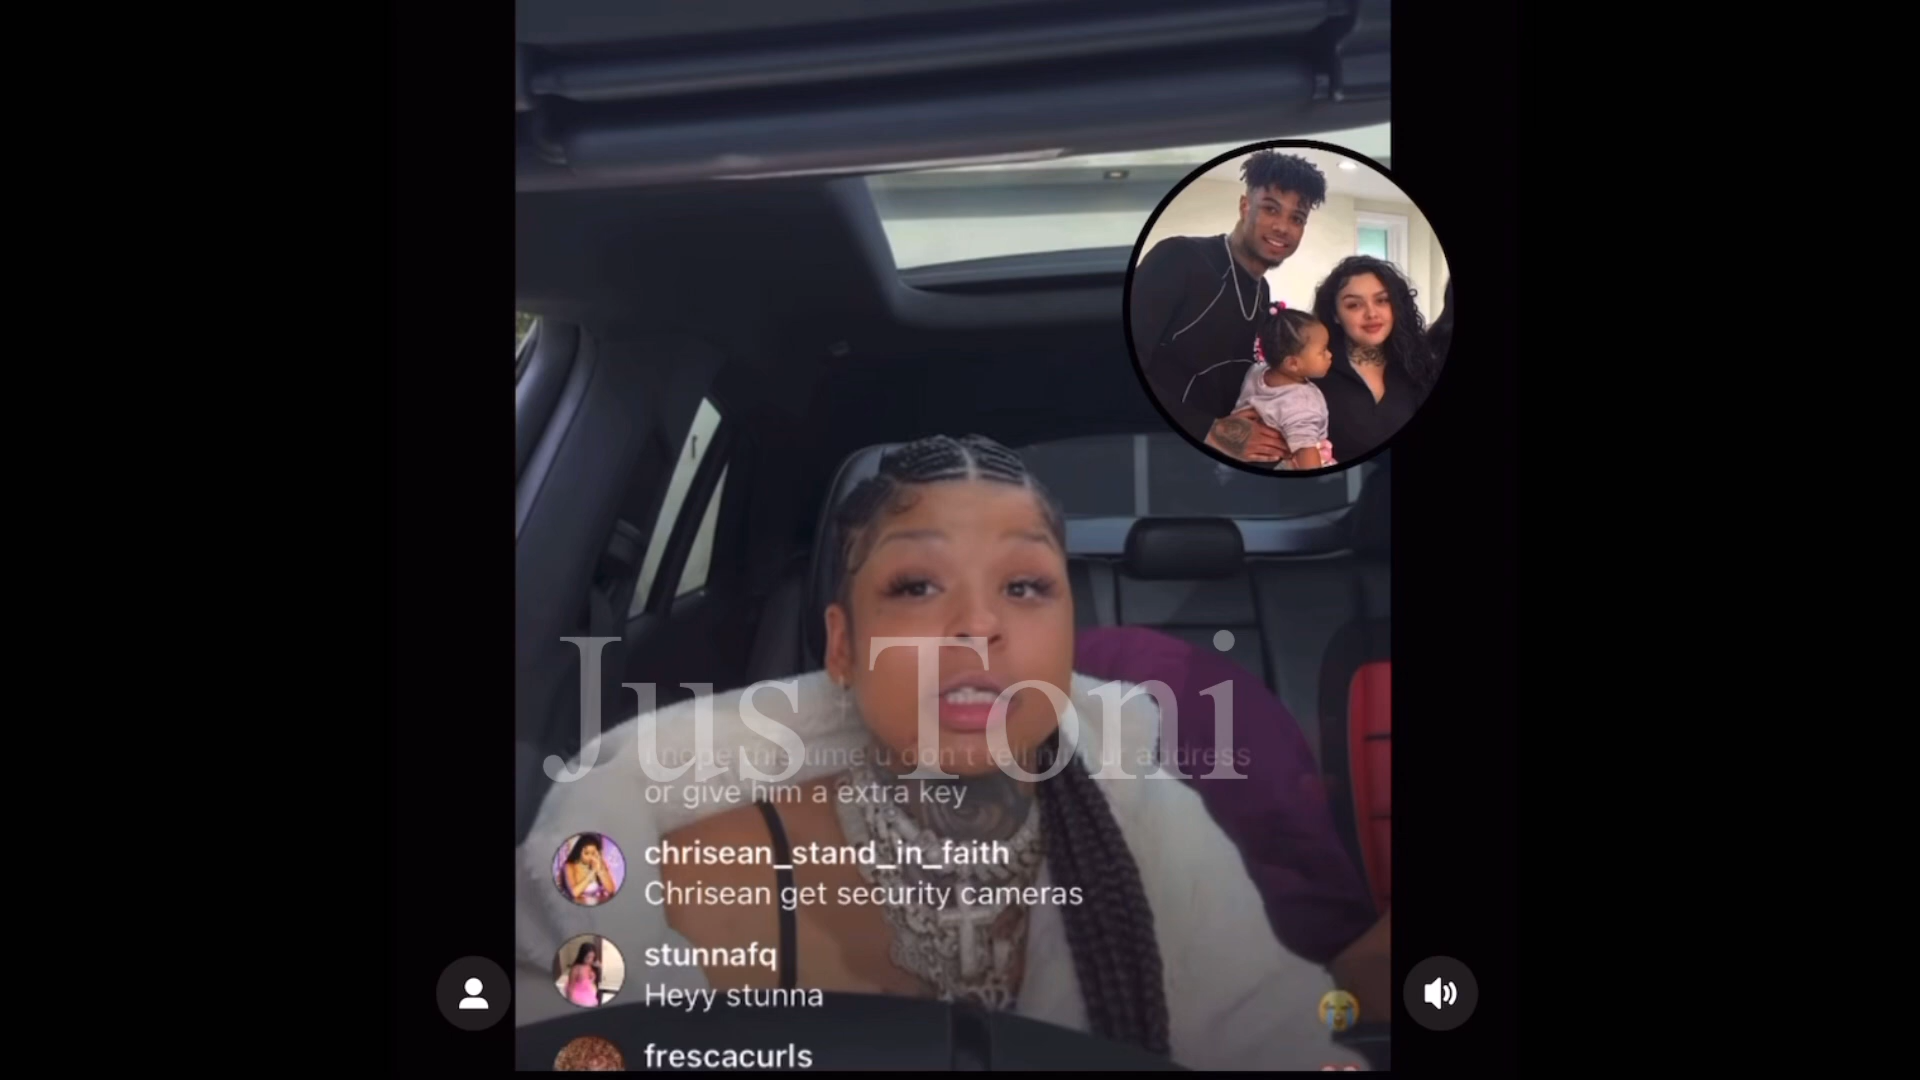 Jus Toni
i hope this time u don't tell him ur address
or give him a extra key
chrisean_stand_in_faith
Chrisean get security cameras
stunnafq
Heyy stunna
frescacurls